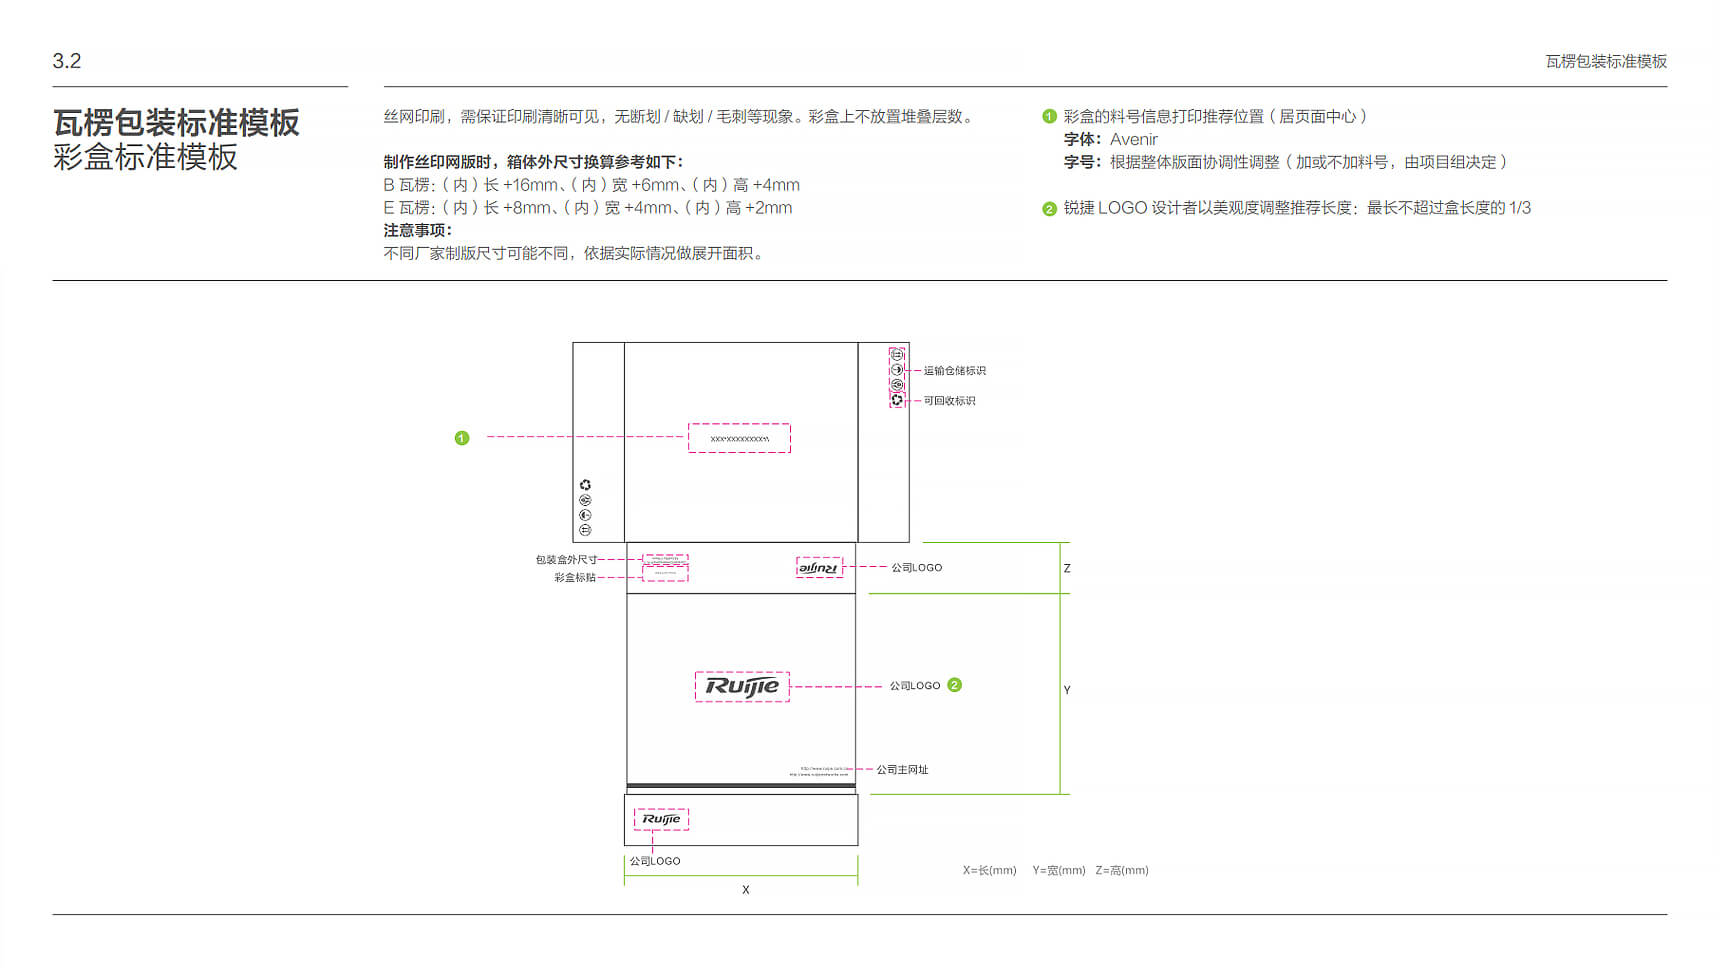 3.2
瓦楞包装标准模板
瓦楞包装标准模板
彩盒标准模板
丝网印刷，需保证印刷清晰可见，无断划 / 缺划 / 毛刺等现象。彩盒上不放置堆叠层数。
制作丝印网版时，箱体外尺寸换算参考如下：
B 瓦楞：（内）长 +16mm、（内）宽 +6mm、（内）高 +4mm
E 瓦楞：（内）长 +8mm、（内）宽 +4mm、（内）高 +2mm
注意事项：
不同厂家制版尺寸可能不同，依据实际情况做展开面积。
1 彩盒的料号信息打印推荐位置（居页面中心）
字体： Avenir
字号： 根据整体版面协调性调整（加或不加料号，由项目组决定）
2 锐捷 LOGO 设计者以美观度调整推荐长度；最长不超过盒长度的 1/3
运输仓储标识
可回收标识
1
包装盒外尺寸
彩盒标贴
Ruijie
公司LOGO
Z
Ruijie
公司LOGO 2
Y
公司主网址
Ruijie
公司LOGO
X
X=长(mm) Y=宽(mm) Z=高(mm)